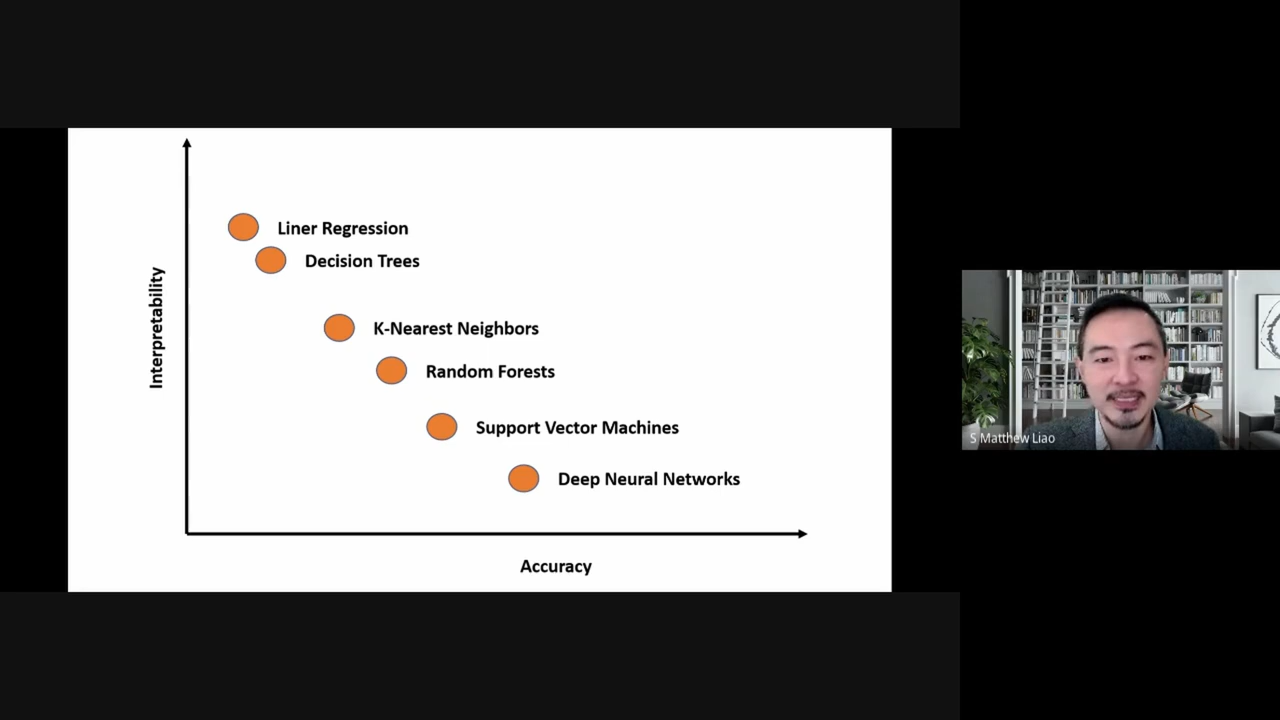 Liner Regression
Decision Trees
K-Nearest Neighbors
Random Forests
Support Vector Machines
Deep Neural Networks
Interpretability
Accuracy
S Matthew Liao